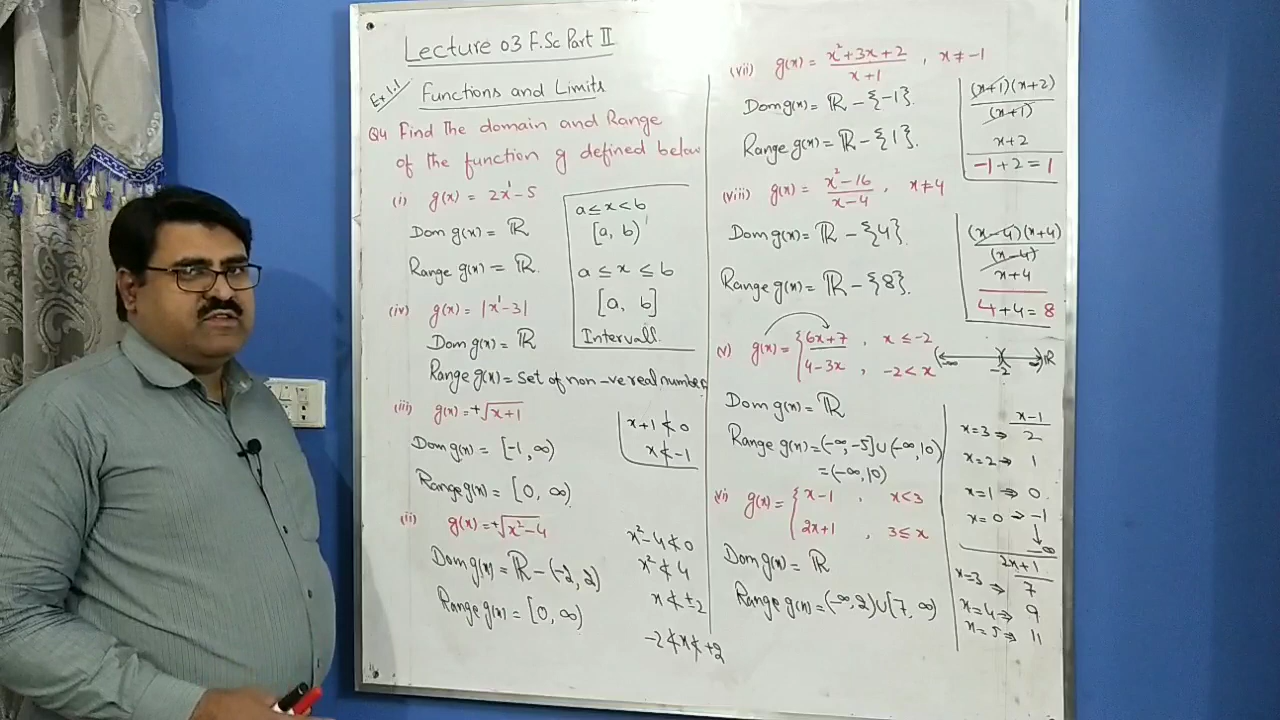 Lecture 03 F.Sc Part II
Ex.1.1
Functions and Limits
Q4 Find The domain and Range
of the function g defined below
(i) g(x) = 2x¹-5
Dom g(x) = ℝ
Range g(x) = ℝ.
a ≤ x < b
[a, b)
a ≤ x ≤ b
[a, b]
Intervall.
(iv) g(x) = |x¹-3|
Dom g(x) = ℝ
Range g(x) = Set of non -ve real number
(iii) g(x) = +√(x+1)
Dom g(x) = [-1, ∞)
Range g(x) = [0, ∞)
x+1 ≮ 0
x ≮ -1
(ii) g(x) = +√(x²-4)
Dom g(x) = ℝ - (-2, 2)
Range g(x) = [0, ∞)
x²-4 ≮ 0
x² ≮ 4
x ≮ ±2
-2 ≮ x ≮ +2
(vii) g(x) = (x²+3x+2)/(x+1) , x ≠ -1
Dom g(x) = ℝ - {-1}.
Range g(x) = ℝ - {1}.
(x+1)(x+2)
(x+1)
x+2
-1+2 = 1
(viii) g(x) = (x²-16)/(x-4) , x ≠ 4
Dom g(x) = ℝ - {4}.
Range g(x) = ℝ - {8}.
(x-4)(x+4)
(x-4)
x+4
4+4 = 8
(v) g(x) = { 6x+7 , x ≤ -2
4-3x , -2 < x
-∞ -2 ∞ ℝ
Dom g(x) = ℝ
Range g(x) = (-∞, -5] ∪ (-∞, 10)
= (-∞, 10)
(vi) g(x) = { x-1 , x < 3
2x+1 , 3 ≤ x
Dom g(x) = ℝ
Range g(x) = (-∞, 2) ∪ [7, ∞)
x-1
x=3 ⇒ 2
x=2 ⇒ 1
x=1 ⇒ 0
x=0 ⇒ -1
↓
-∞
2x+1
x=3 ⇒ 7
x=4 ⇒ 9
x=5 ⇒ 11